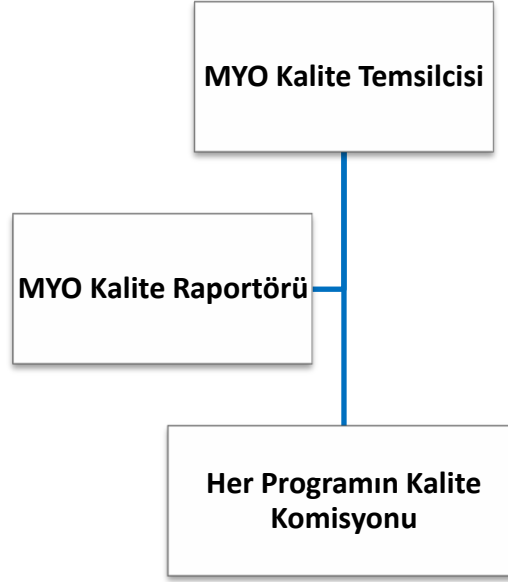 MYO Kalite Temsilcisi
MYO Kalite Raportörü
Her Programın Kalite
Komisyonu